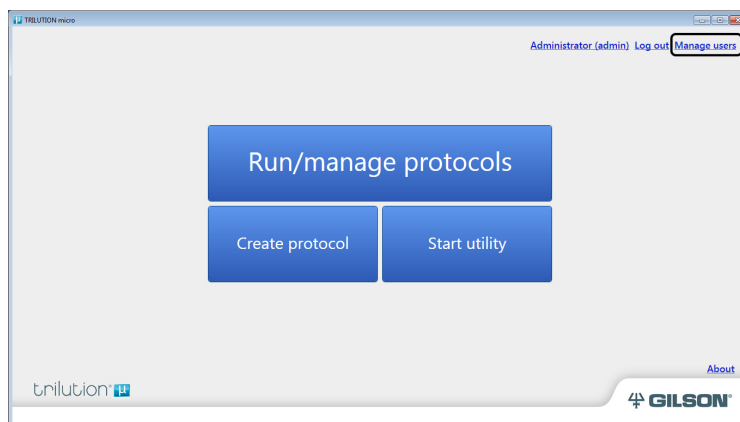 TRILUTION micro
Administrator (admin) Log out Manage users
Run/manage protocols
Create protocol Start utility
About
trilution® µ
GILSON®